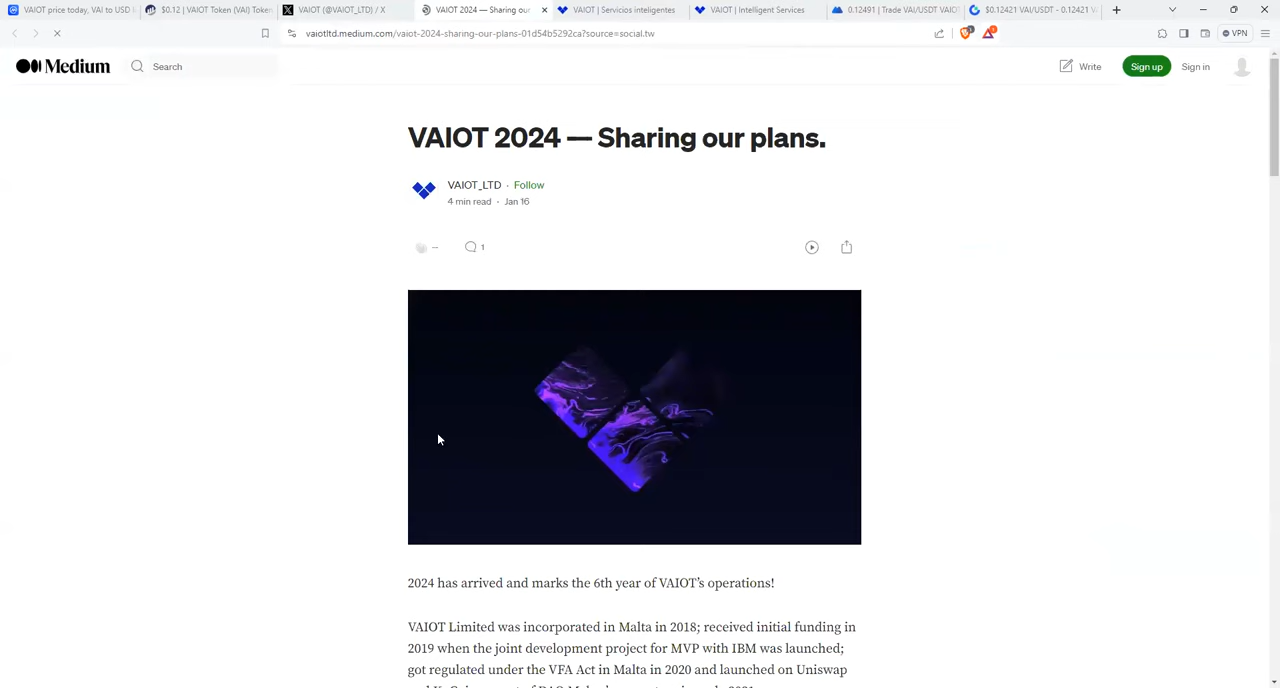 VAIOT price today, VAI to USD l
$0.12 | VAIOT Token (VAI) Token
VAIOT (@VAIOT_LTD) / X
VAIOT 2024 — Sharing our
VAIOT | Servicios inteligentes
VAIOT | Intelligent Services
0.12491 | Trade VAI/USDT VAIOT
$0.12421 VAI/USDT - 0.12421 V
vaiotltd.medium.com/vaiot-2024-sharing-our-plans-01d54b5292ca?source=social.tw
VPN
Medium
Search
Write
Sign up
Sign in
VAIOT 2024 — Sharing our plans.
VAIOT_LTD · Follow
4 min read · Jan 16
--
1
2024 has arrived and marks the 6th year of VAIOT’s operations!
VAIOT Limited was incorporated in Malta in 2018; received initial funding in
2019 when the joint development project for MVP with IBM was launched;
got regulated under the VFA Act in Malta in 2020 and launched on Uniswap